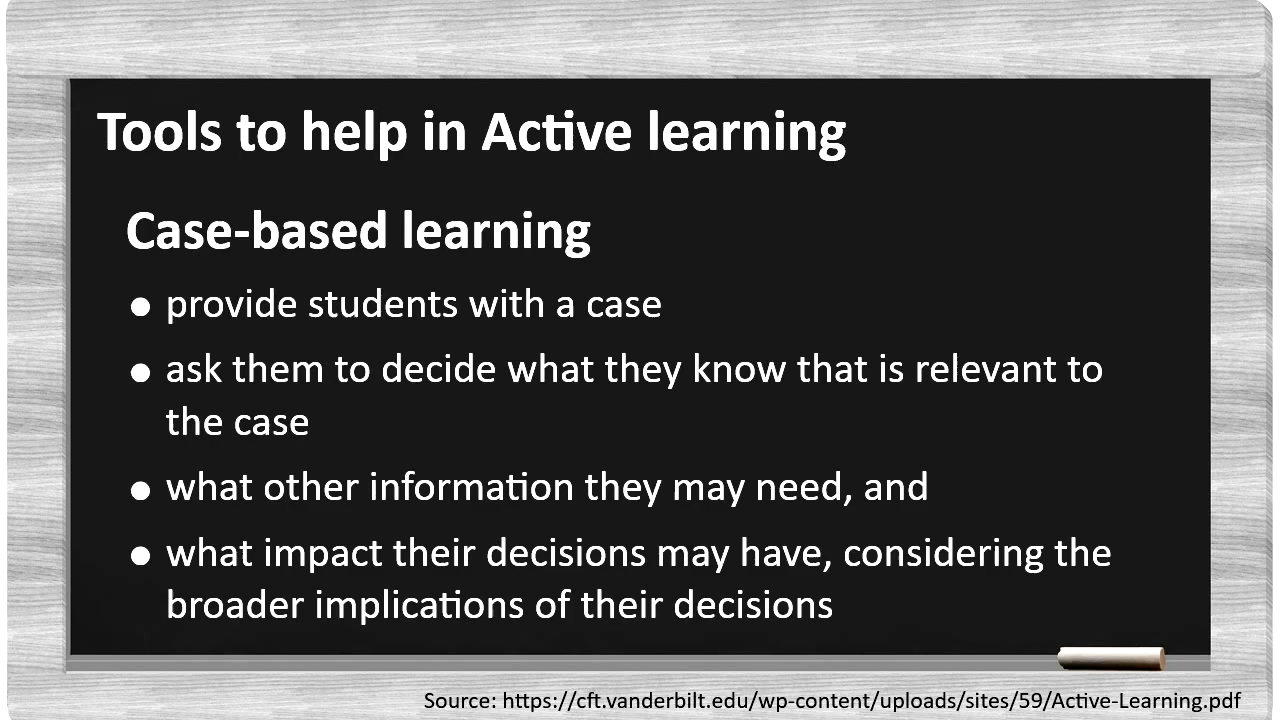 Tools to help in Active learning
Case-based learning
● provide students with a case
● ask them to decide what they know that is relevant to
the case
● what other information they may need, and
● what impact their decisions may have, considering the
broader implications of their decisions
Source: https://cft.vanderbilt.edu/wp-content/uploads/sites/59/Active-Learning.pdf